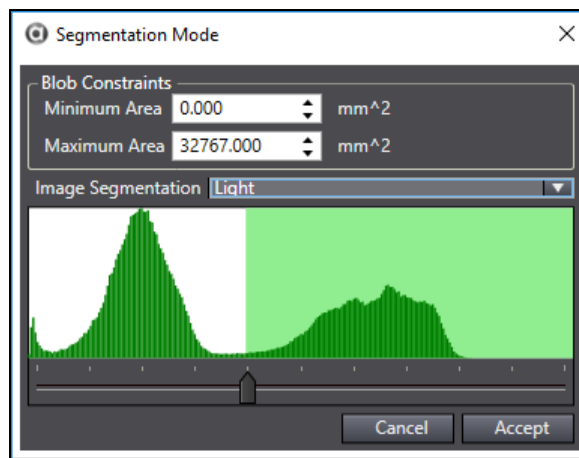 Segmentation Mode
Blob Constraints
Minimum Area 0.000 mm^2
Maximum Area 32767.000 mm^2
Image Segmentation Light
Cancel Accept